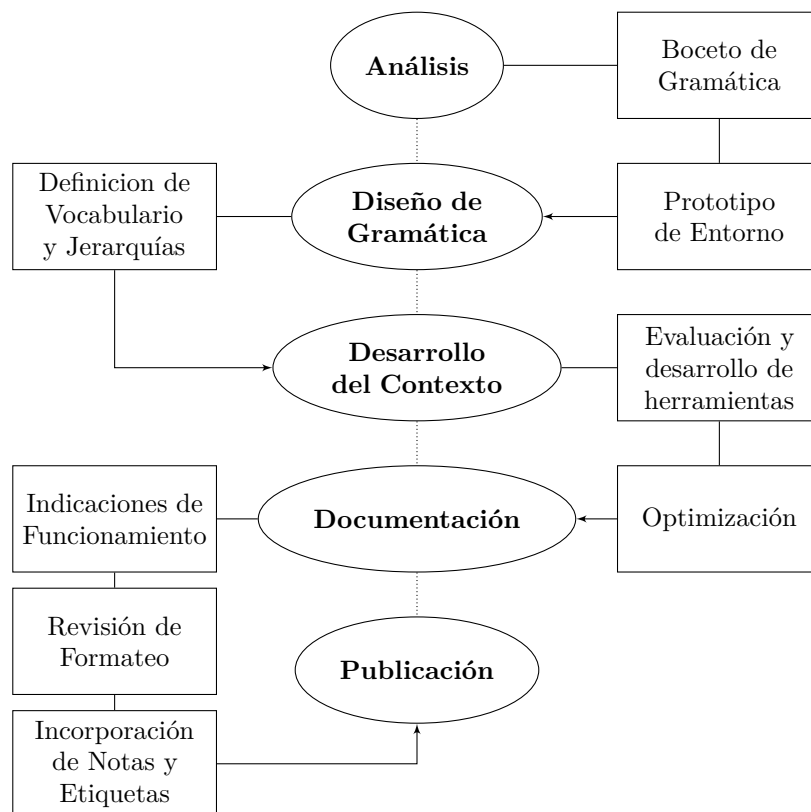 Análisis
Boceto de
Gramática
Definicion de
Vocabulario
y Jerarquías
Diseño de
Gramática
Prototipo
de Entorno
Desarrollo
del Contexto
Evaluación y
desarrollo de
herramientas
Indicaciones de
Funcionamiento
Documentación
Optimización
Revisión de
Formateo
Publicación
Incorporación
de Notas y
Etiquetas